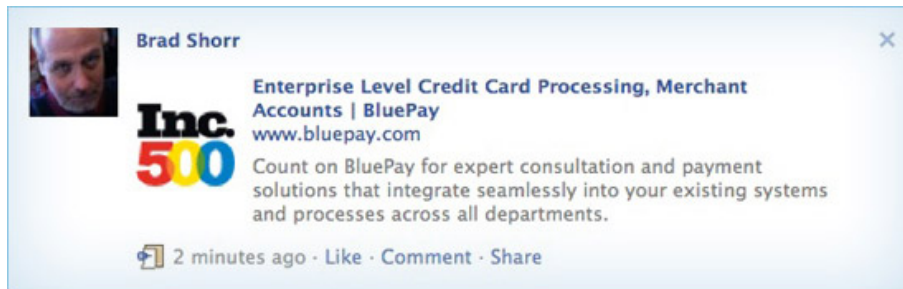 Brad Shorr
Enterprise Level Credit Card Processing, Merchant
Accounts | BluePay
www.bluepay.com
Inc.
500
Count on BluePay for expert consultation and payment
solutions that integrate seamlessly into your existing systems
and processes across all departments.
2 minutes ago · Like · Comment · Share